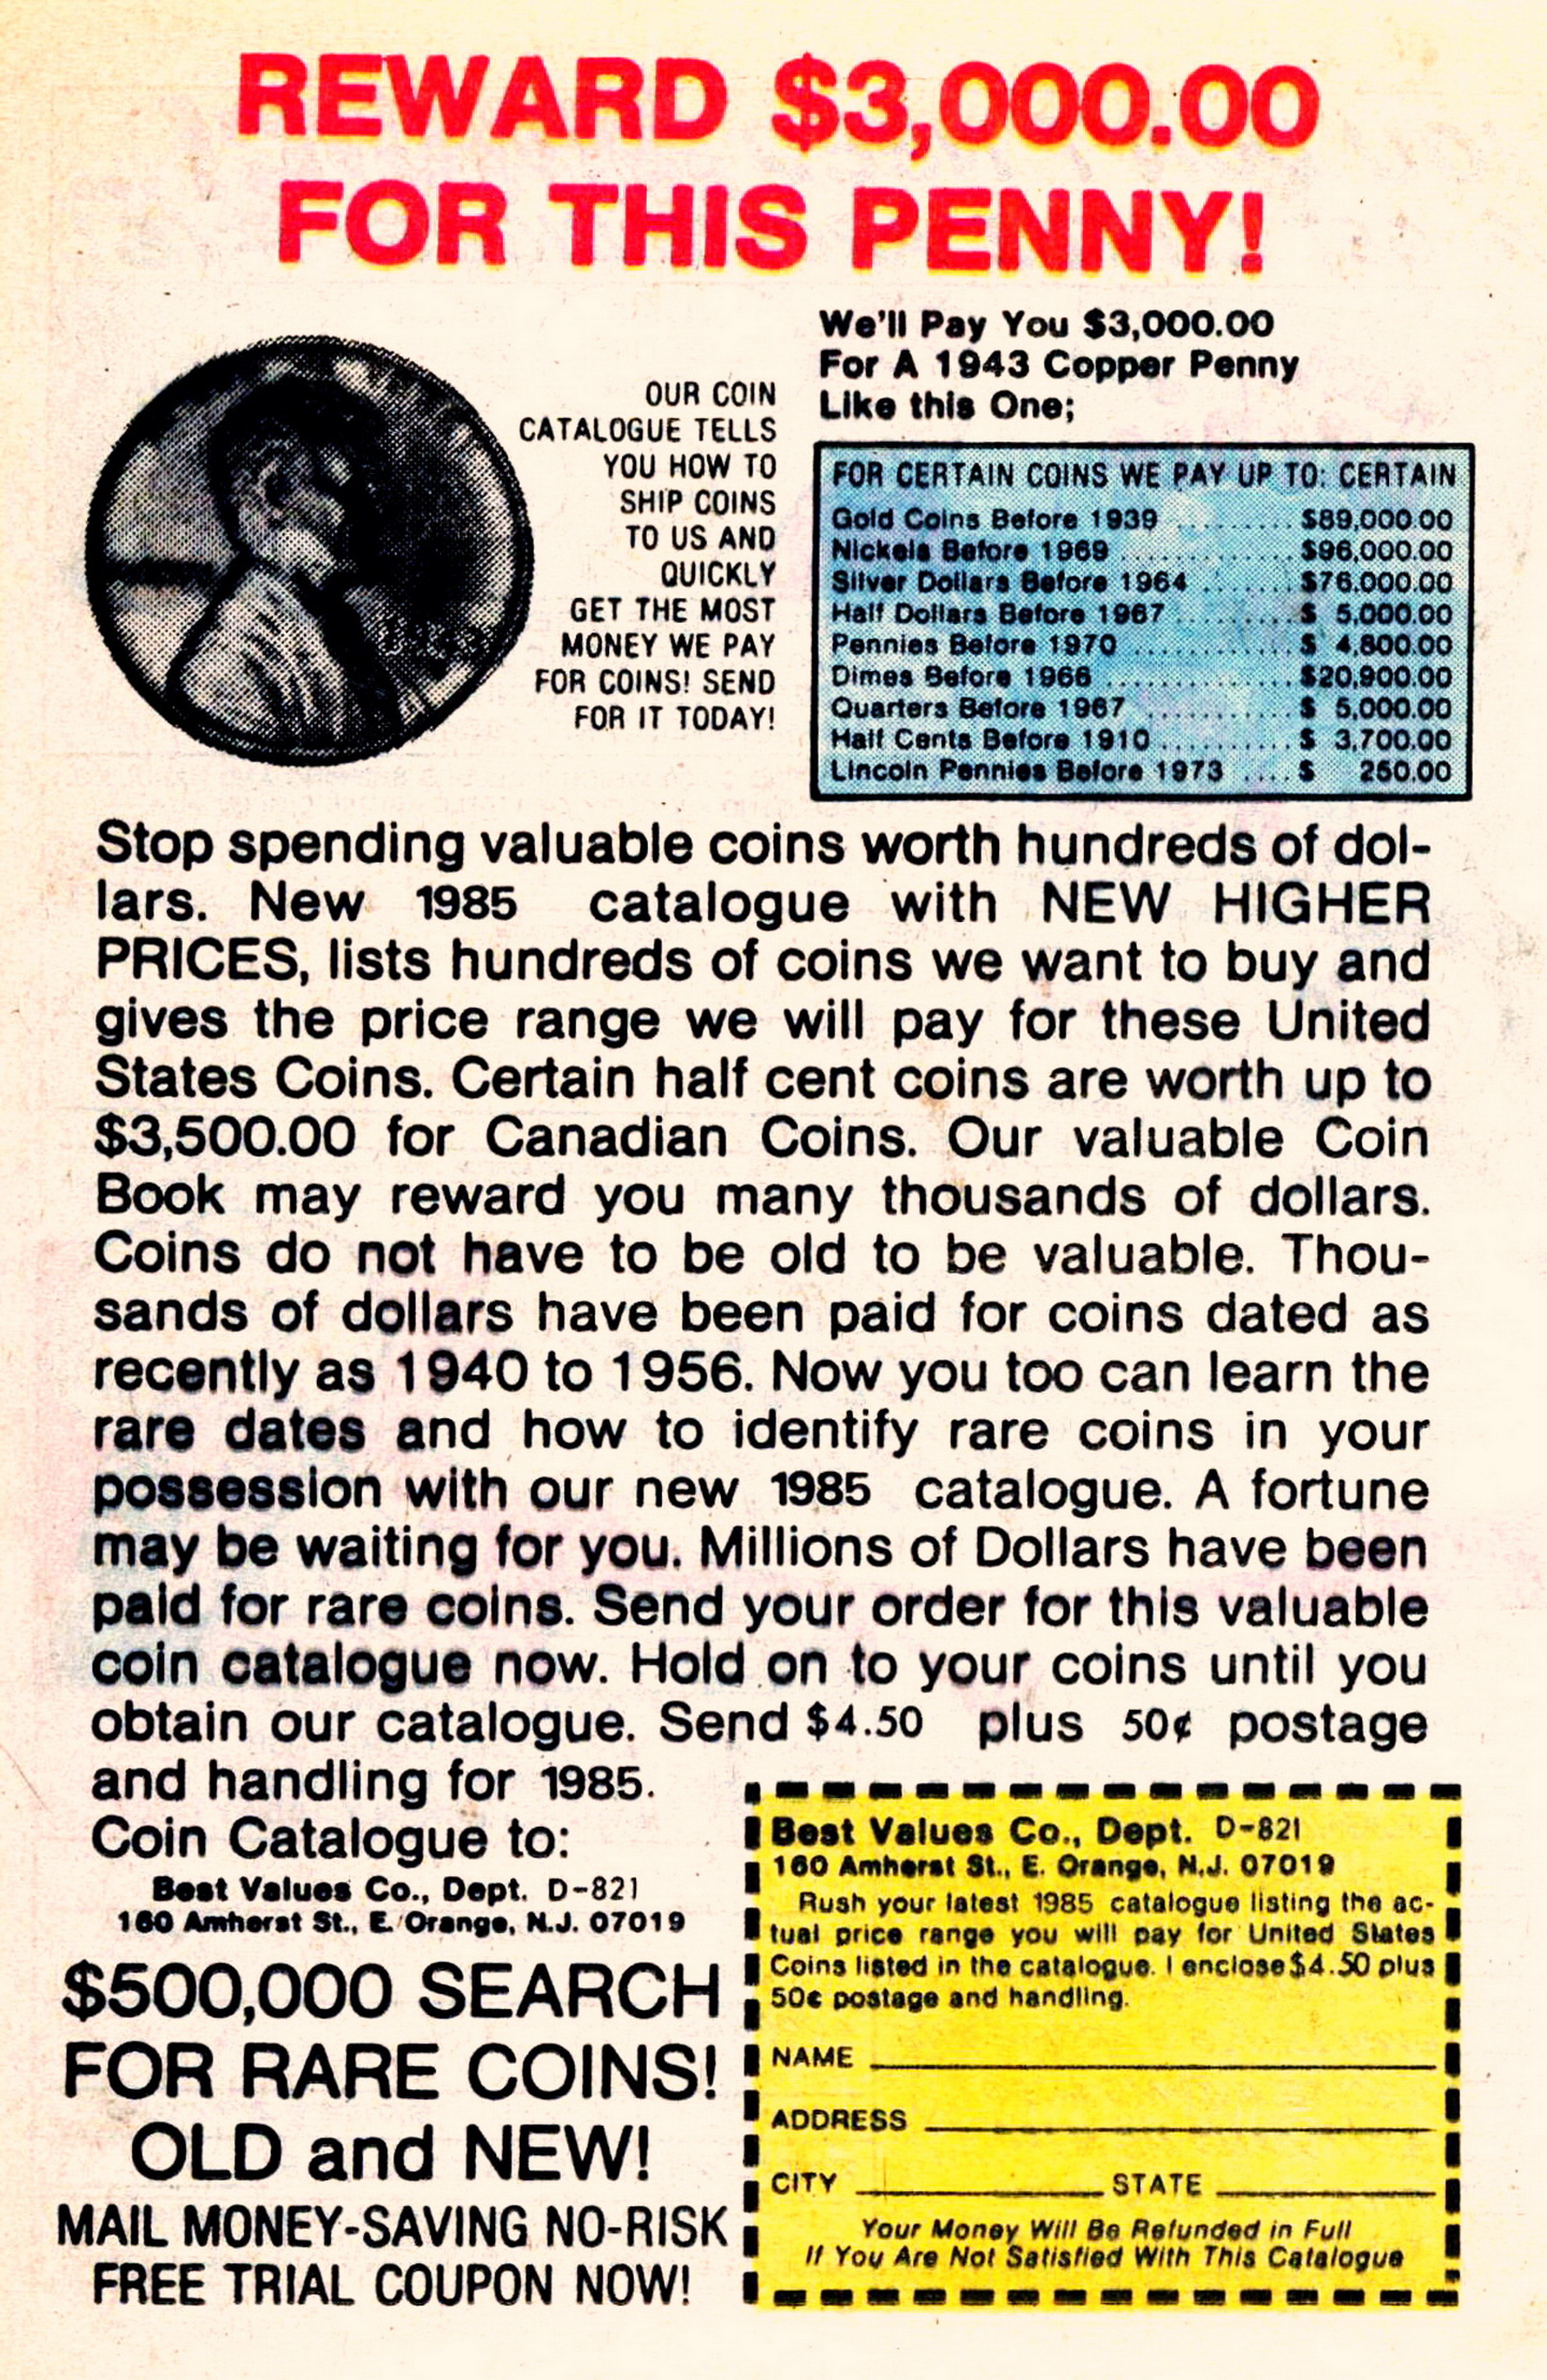 REWARD $3,000.00
FOR THIS PENNY!
OUR COIN
CATALOGUE TELLS
YOU HOW TO
SHIP COINS
TO US AND
QUICKLY
GET THE MOST
MONEY WE PAY
FOR COINS! SEND
FOR IT TODAY!
We'll Pay You $3,000.00
For A 1943 Copper Penny
Like this One;
FOR CERTAIN COINS WE PAY UP TO: CERTAIN
Gold Coins Before 1939 ......... $89,000.00
Nickels Before 1969 ............. $96,000.00
Silver Dollars Before 1964 ....... $76.000.00
Half Dollars Before 1967 ......... $ 5,000.00
Pennies Before 1970 ............. $ 4,800.00
Dimes Before 1966 ............... $20,900.00
Quarters Before 1967 ........... $ 5,000.00
Half Cents Before 1910 .......... $ 3,700.00
Lincoln Pennies Before 1973 .... $ 250.00
Stop spending valuable coins worth hundreds of dol-
lars. New 1985 catalogue with NEW HIGHER
PRICES, lists hundreds of coins we want to buy and
gives the price range we will pay for these United
States Coins. Certain half cent coins are worth up to
$3,500.00 for Canadian Coins. Our valuable Coin
Book may reward you many thousands of dollars.
Coins do not have to be old to be valuable. Thou-
sands of dollars have been paid for coins dated as
recently as 1940 to 1956. Now you too can learn the
rare dates and how to identify rare coins in your
possession with our new 1985 catalogue. A fortune
may be waiting for you. Millions of Dollars have been
paid for rare coins. Send your order for this valuable
coin catalogue now. Hold on to your coins until you
obtain our catalogue. Send $4.50 plus 50¢ postage
and handling for 1985.
Coin Catalogue to:
Best Values Co., Dept. D-821
160 Amherst St., E. Orange, N.J. 07019
$500,000 SEARCH
FOR RARE COINS!
OLD and NEW!
MAIL MONEY-SAVING NO-RISK
FREE TRIAL COUPON NOW!
Best Values Co., Dept. D-821
160 Amherst St., E. Orange, N.J. 07019
Rush your latest 1985 catalogue listing the ac-
tual price range you will pay for United States
Coins listed in the catalogue. I enclose $4.50 plus
50¢ postage and handling.
NAME
ADDRESS
CITY STATE
Your Money Will Be Refunded in Full
If You Are Not Satisfied With This Catalogue